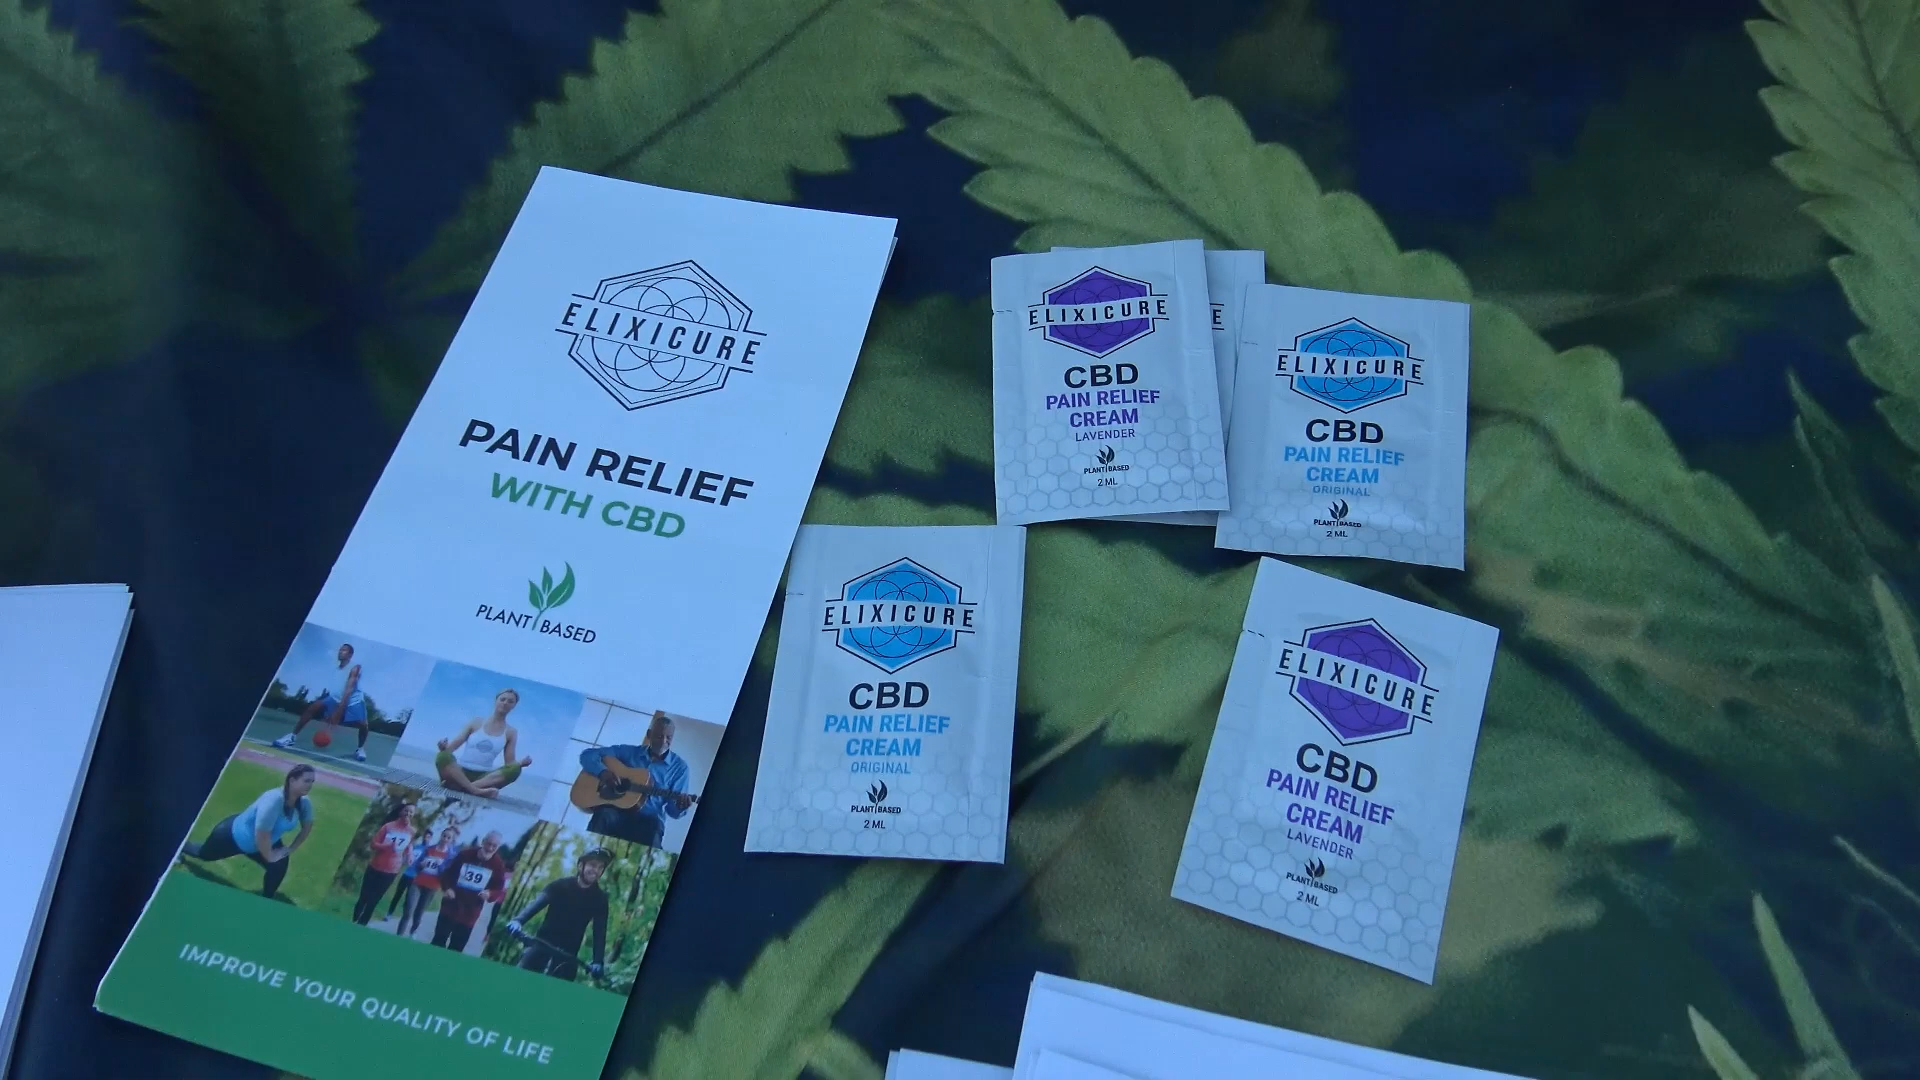 ELIXICURE
PAIN RELIEF
WITH CBD
PLANT BASED
17
16
39
IMPROVE YOUR QUALITY OF LIFE
ELIXICURE
CBD
PAIN RELIEF
CREAM
LAVENDER
PLANT BASED
2 ML
E
ELIXICURE
CBD
PAIN RELIEF
CREAM
ORIGINAL
PLANT BASED
2 ML
ELIXICURE
CBD
PAIN RELIEF
CREAM
ORIGINAL
PLANT BASED
2 ML
ELIXICURE
CBD
PAIN RELIEF
CREAM
LAVENDER
PLANT BASED
2 ML